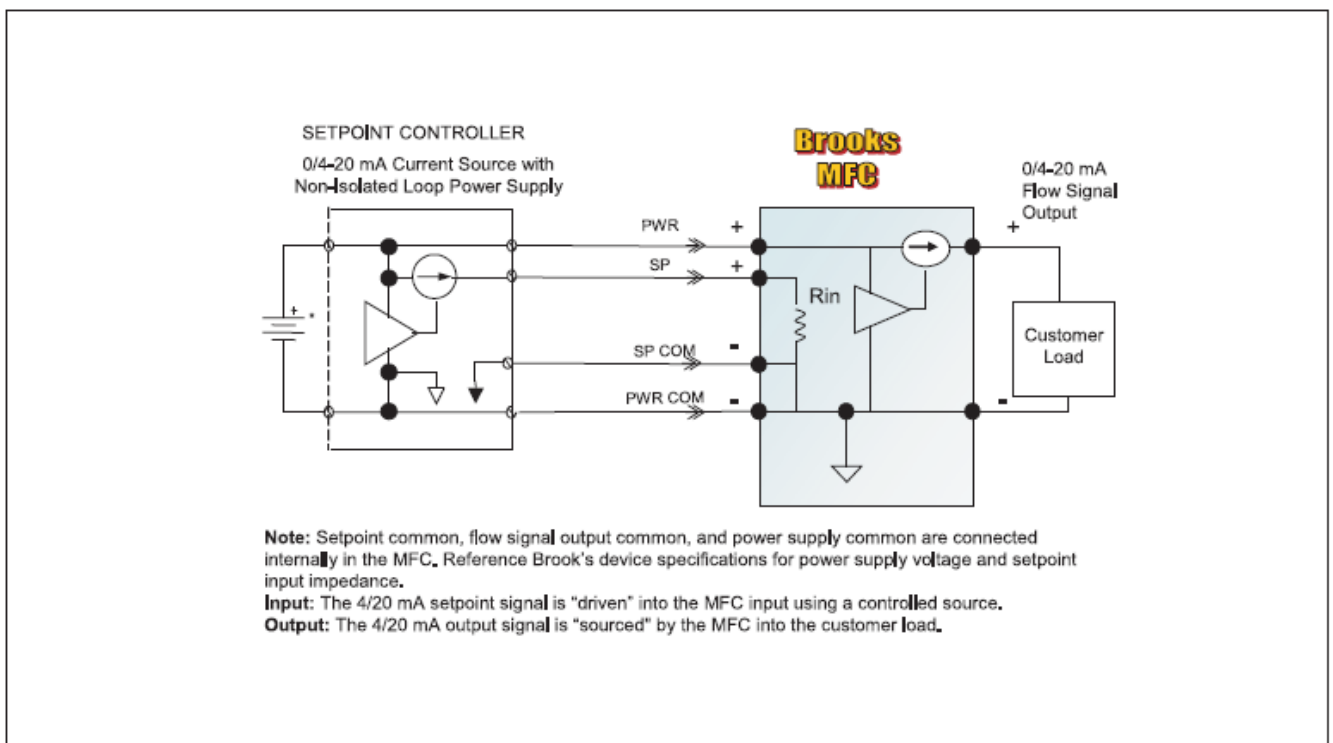 SETPOINT CONTROLLER
0/4-20 mA Current Source with
Non-Isolated Loop Power Supply
Brooks
MFC
0/4-20 mA
Flow Signal
Output
PWR
+
+
SP
+
Rin
+
*
Customer
Load
SP COM
-
PWR COM
-
-
Note: Setpoint common, flow signal output common, and power supply common are connected
internally in the MFC. Reference Brook's device specifications for power supply voltage and setpoint
input impedance.
Input: The 4/20 mA setpoint signal is "driven" into the MFC input using a controlled source.
Output: The 4/20 mA output signal is "sourced" by the MFC into the customer load.